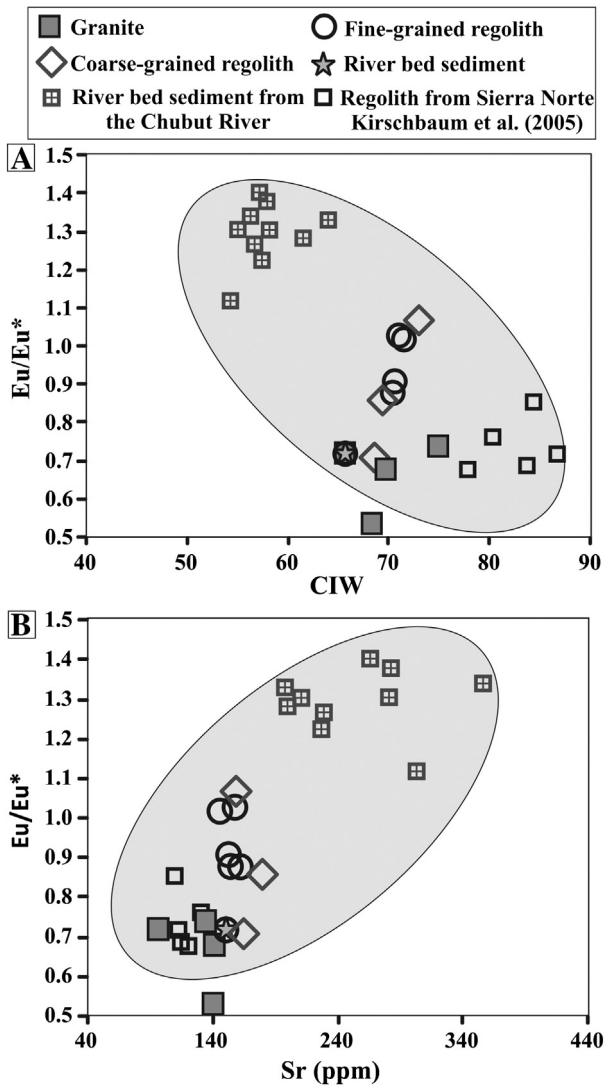 Granite
Fine-grained regolith
Coarse-grained regolith
River bed sediment
River bed sediment from
the Chubut River
Regolith from Sierra Norte
Kirschbaum et al. (2005)
A
1.5
1.4
1.3
1.2
1.1
1.0
0.9
0.8
0.7
0.6
0.5
Eu/Eu*
40
50
60
70
80
90
CIW
B
1.5
1.4
1.3
1.2
1.1
1.0
0.9
0.8
0.7
0.6
0.5
Eu/Eu*
40
140
240
340
440
Sr (ppm)